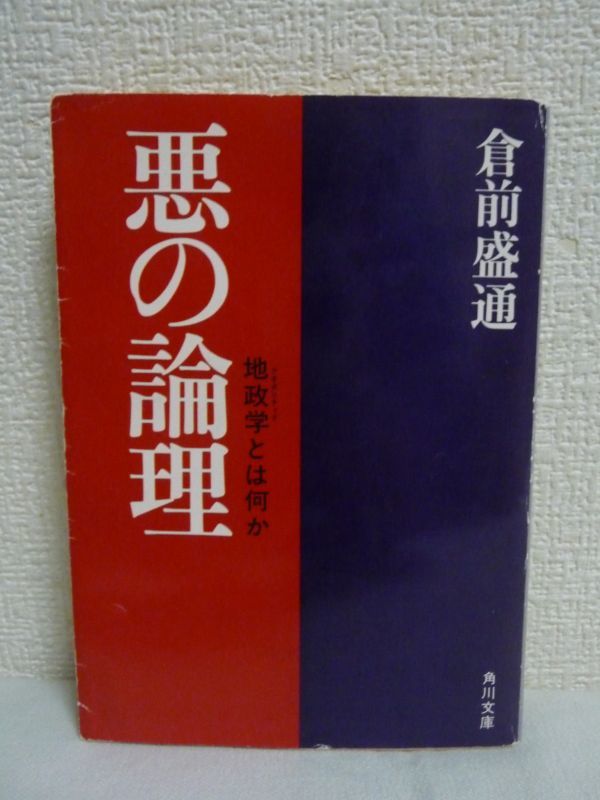 倉前盛通
悪の論理
地政学とは何か
角川文庫